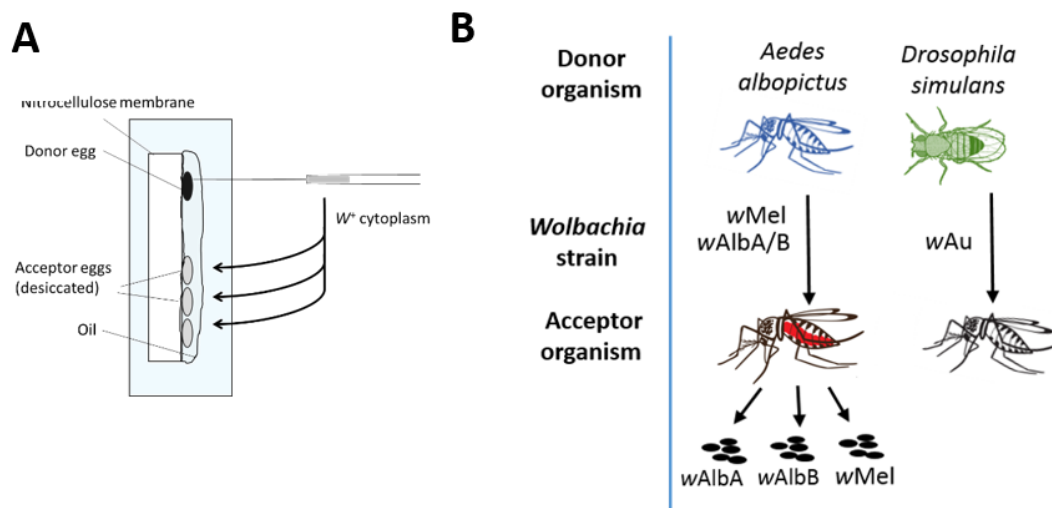 A
Nitrocellulose membrane
Donor egg
W+ cytoplasm
Acceptor eggs
(desiccated)
Oil
B
Donor
organism
Aedes
albopictus
Drosophila
simulans
Wolbachia
strain
wMel
wAlbA/B
wAu
Acceptor
organism
wAlbA wAlbB wMel